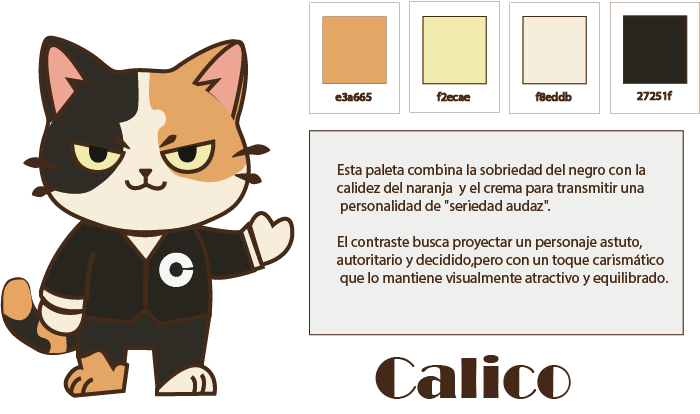 e3a665
f2ecae
f8eddb
27251f
Esta paleta combina la sobriedad del negro con la
calidez del naranja y el crema para transmitir una
personalidad de "seriedad audaz".
El contraste busca proyectar un personaje astuto,
autoritario y decidido,pero con un toque carismático
que lo mantiene visualmente atractivo y equilibrado.
C
Calico